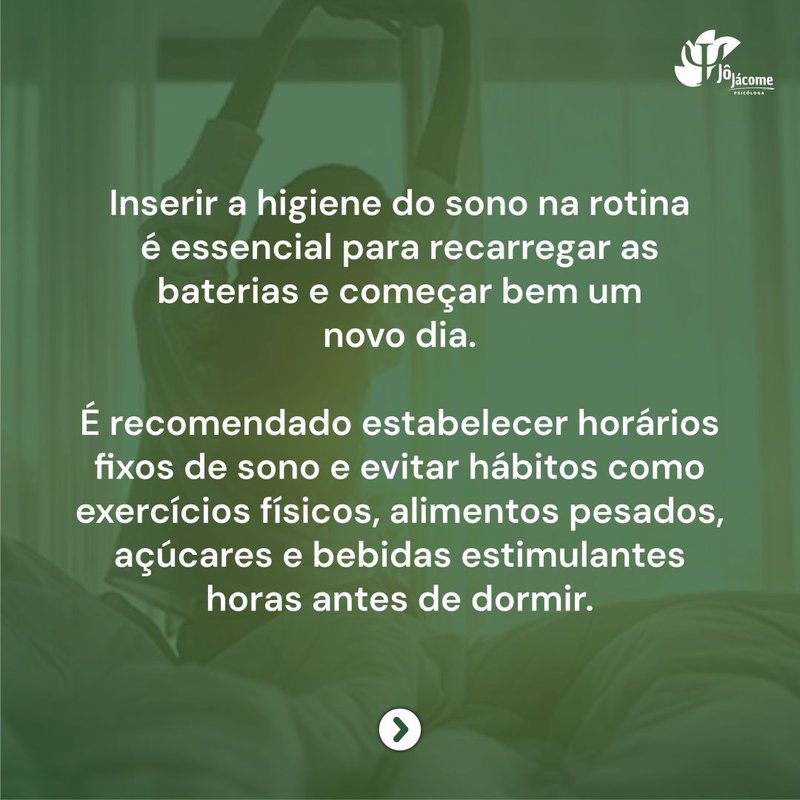 Jô
Jácome
PSICÓLOGA
Inserir a higiene do sono na rotina
é essencial para recarregar as
baterias e começar bem um
novo dia.
É recomendado estabelecer horários
fixos de sono e evitar hábitos como
exercícios físicos, alimentos pesados,
açúcares e bebidas estimulantes
horas antes de dormir.